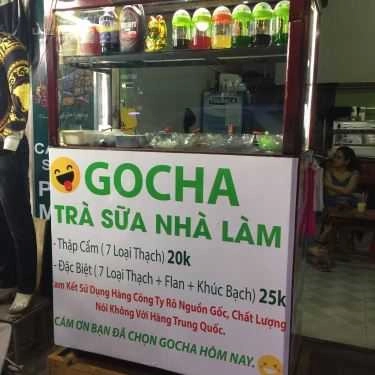 GOCHA
TRÀ SỮA NHÀ LÀM
- Thập Cẩm ( 7 Loại Thạch) 20k
- Đặc Biệt ( 7 Loại Thạch + Flan + Khúc Bạch) 25k
am Kết Sử Dụng Hàng Công Ty Rõ Nguồn Gốc, Chất Lượng
Nói Không Với Hàng Trung Quốc.
CÁM ƠN BẠN ĐÃ CHỌN GOCHA HÔM NAY.